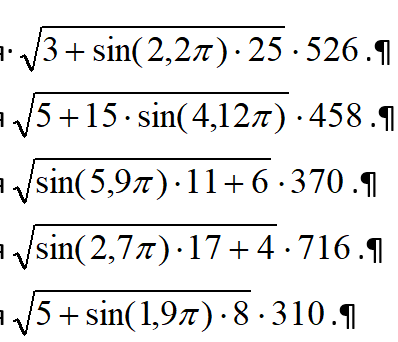 √(3 + sin(2,2π) · 25) · 526 .¶
√(5 + 15 · sin(4,12π)) · 458 .¶
√(sin(5,9π) · 11 + 6) · 370 .¶
√(sin(2,7π) · 17 + 4) · 716 .¶
√(5 + sin(1,9π) · 8) · 310 .¶